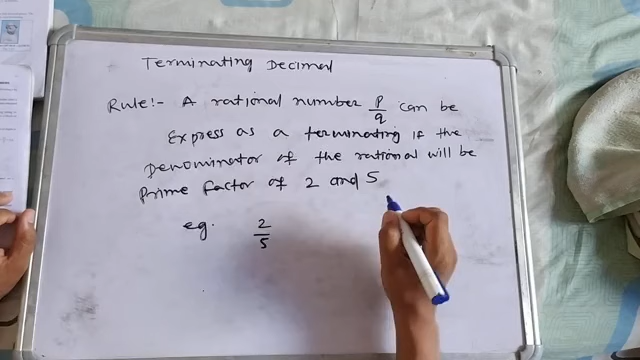 Terminating Decimal
Rule:- A rational number p/q can be
Express as a terminating if the
Denominator of the rational will be
Prime Factor of 2 and 5
eg. 2/5